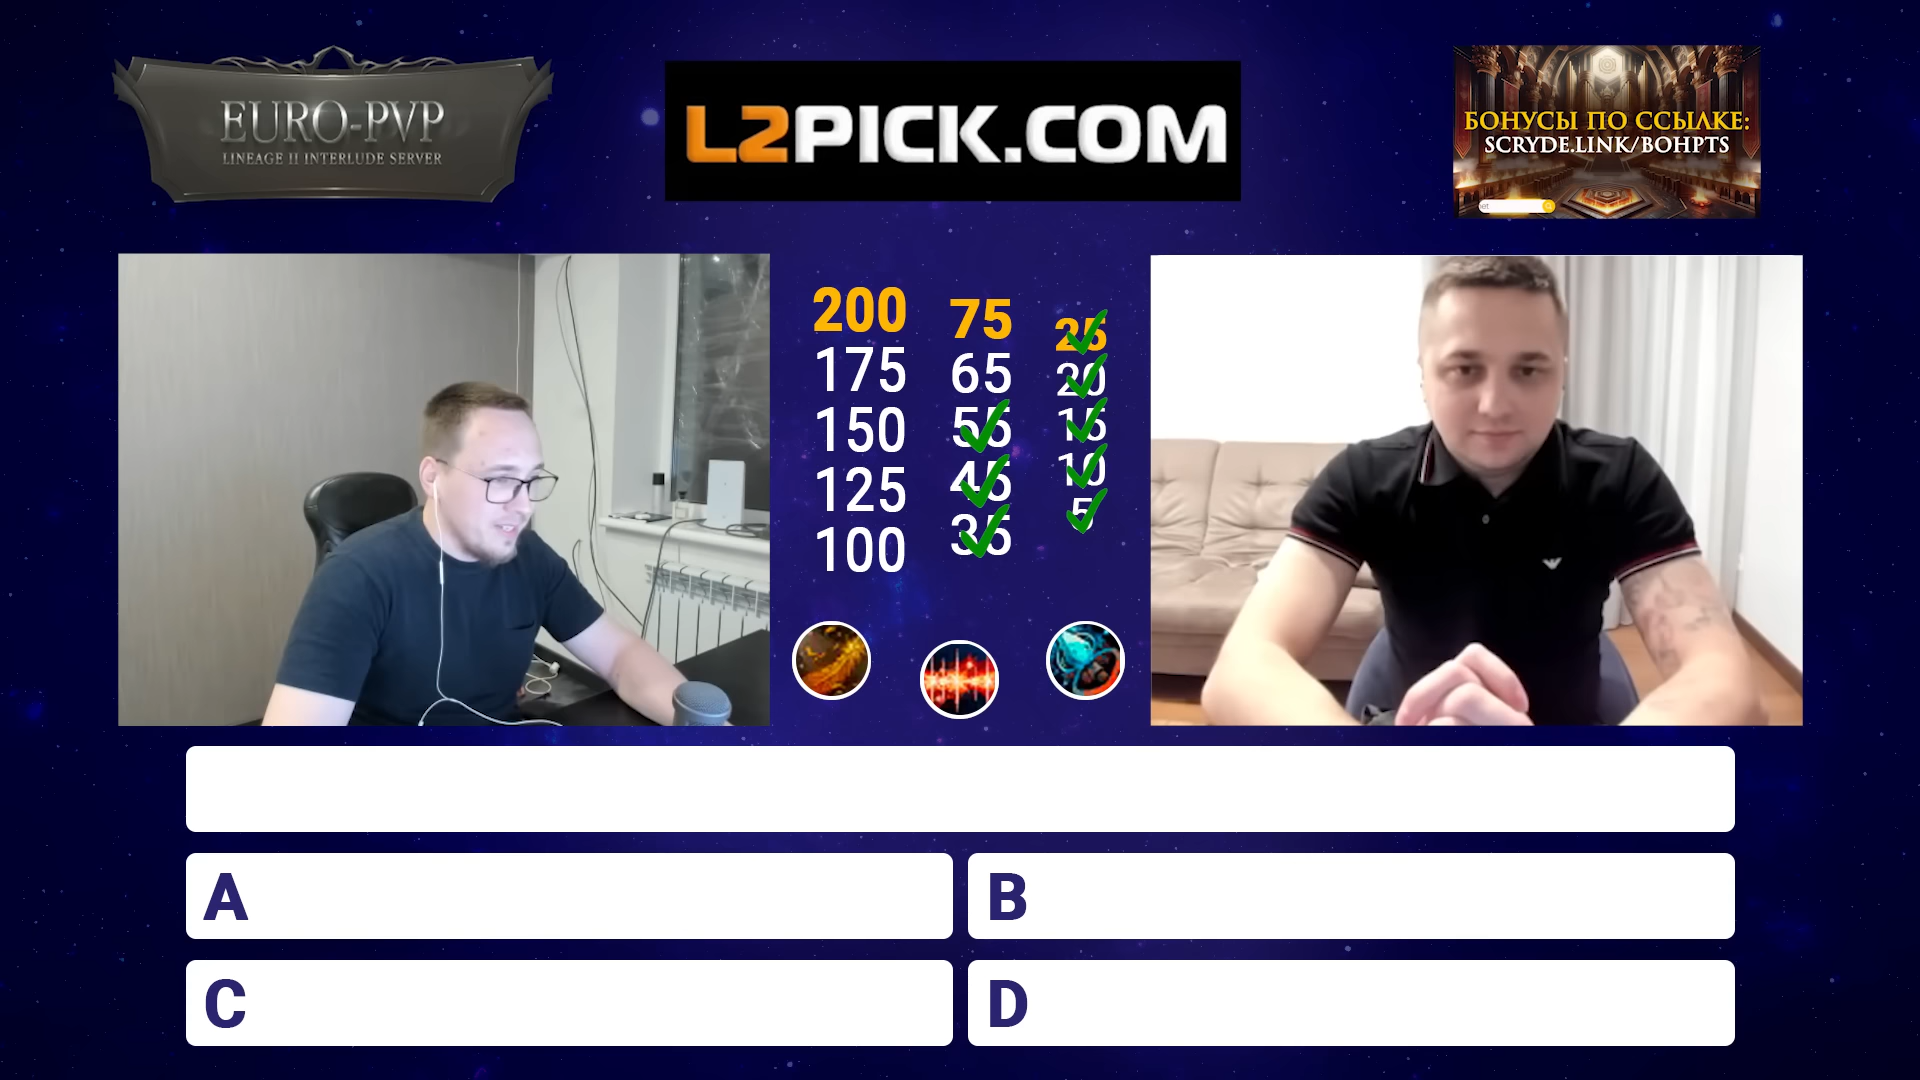 EURO-PVP
LINEAGE II INTERLUDE SERVER
L2PICK.COM
БОНУСЫ ПО ССЫЛКЕ:
SCRYDE.LINK/BOHPTS
200
175
150
125
100
75
65
55
45
35
25
20
15
10
5
A
B
C
D